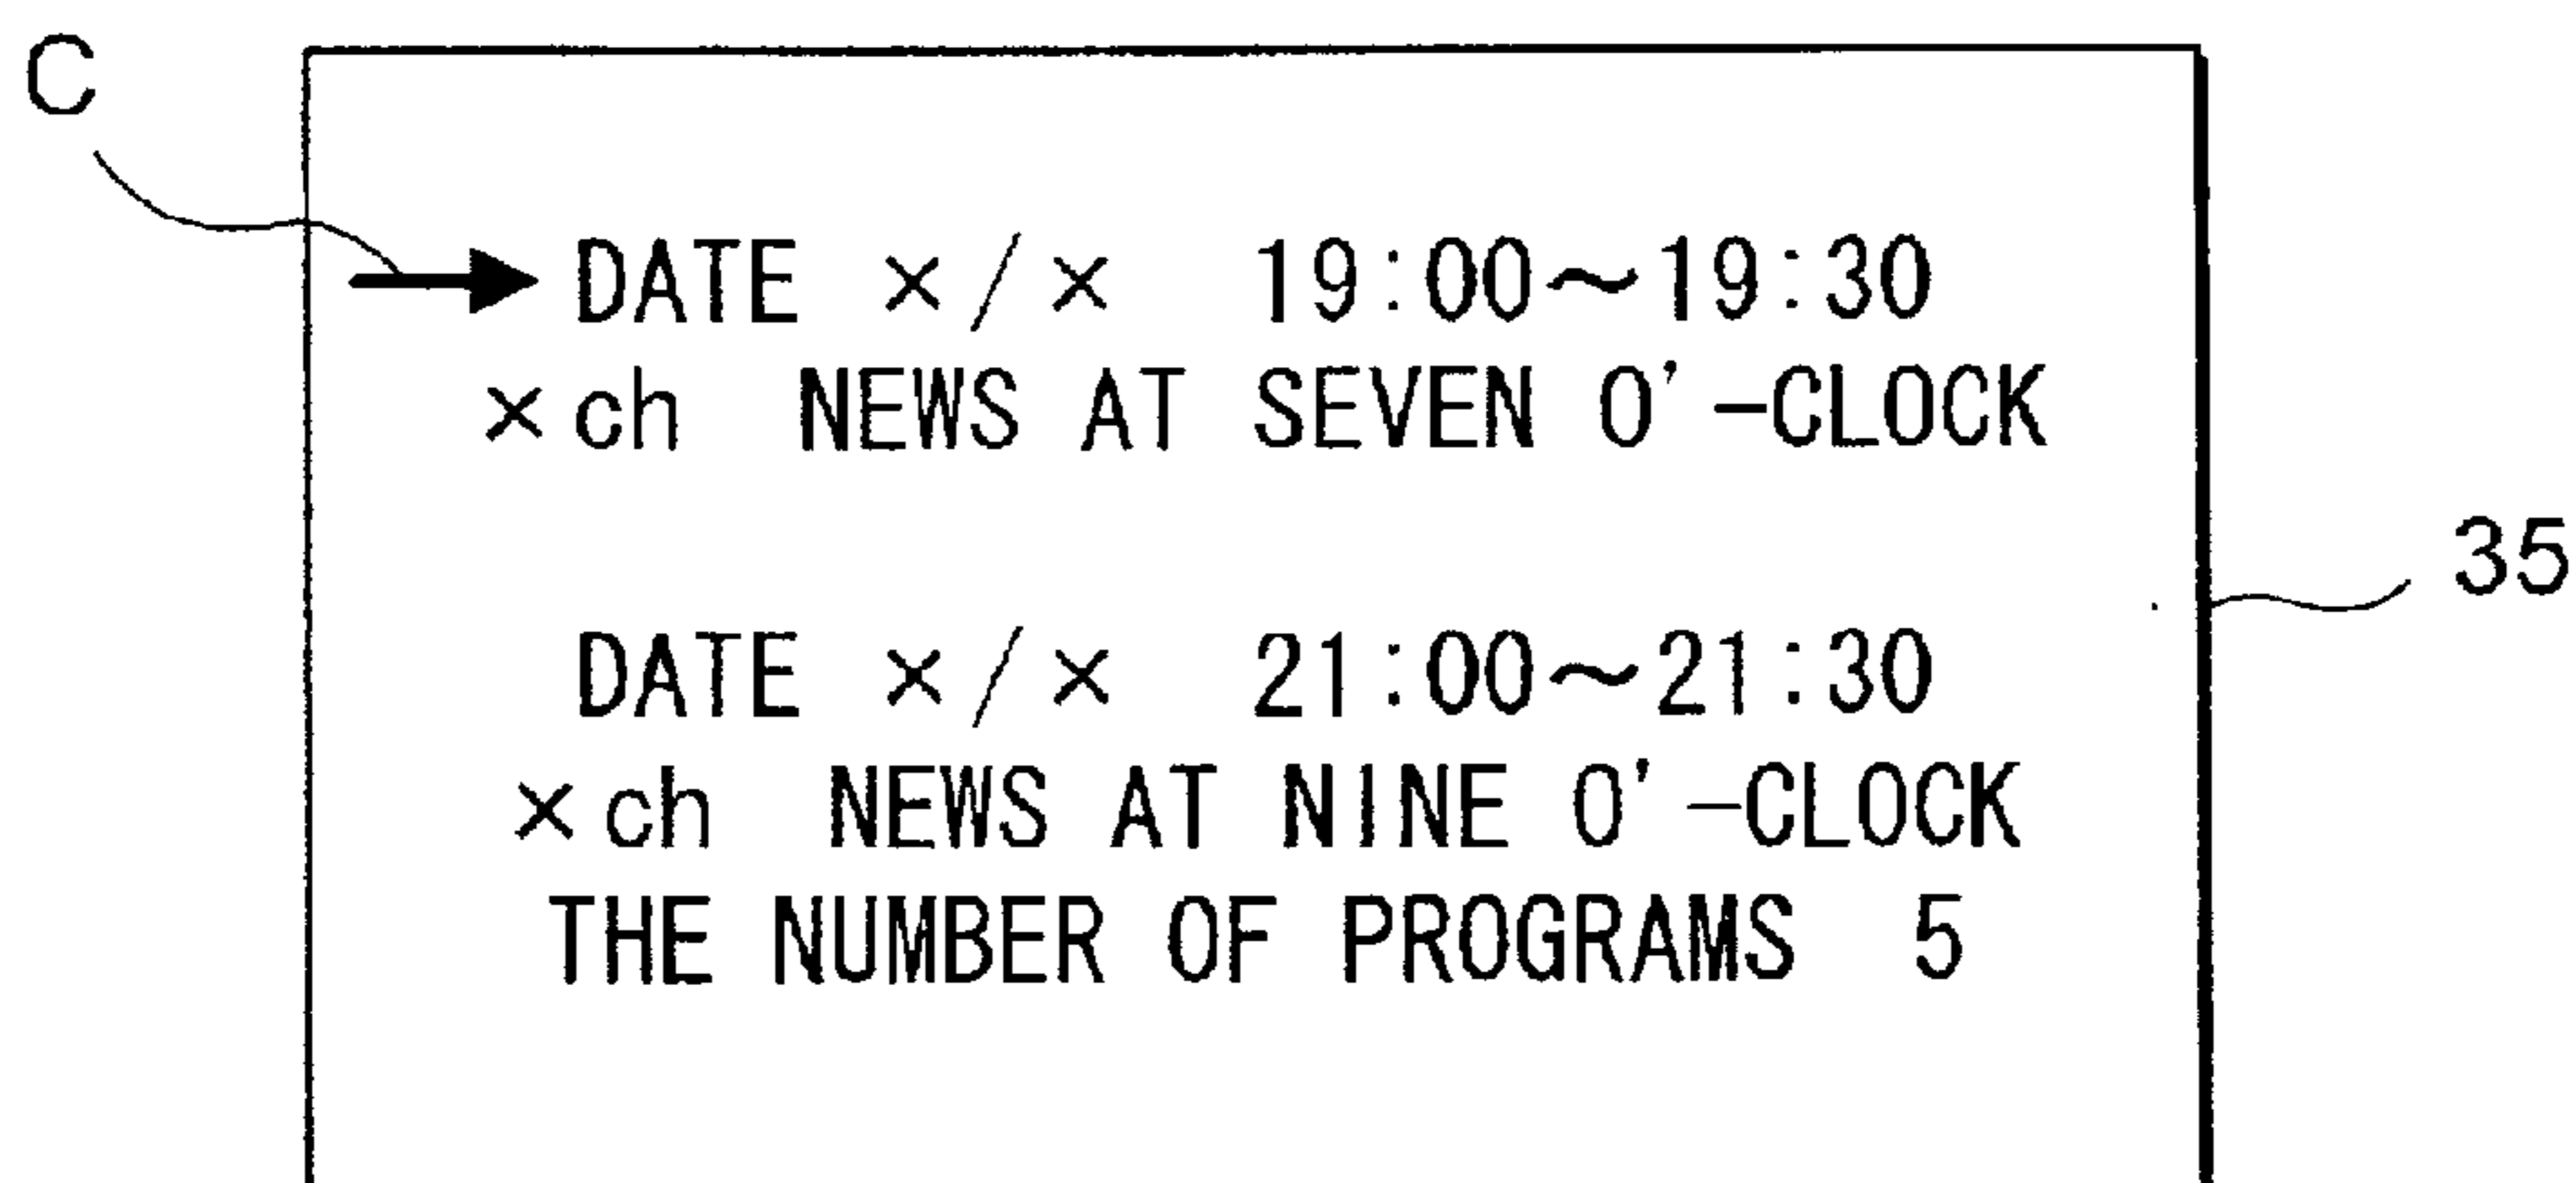 C
DATE ×/× 19:00～19:30
×ch NEWS AT SEVEN O'-CLOCK
35
DATE ×/× 21:00～21:30
×ch NEWS AT NINE O'-CLOCK
THE NUMBER OF PROGRAMS 5